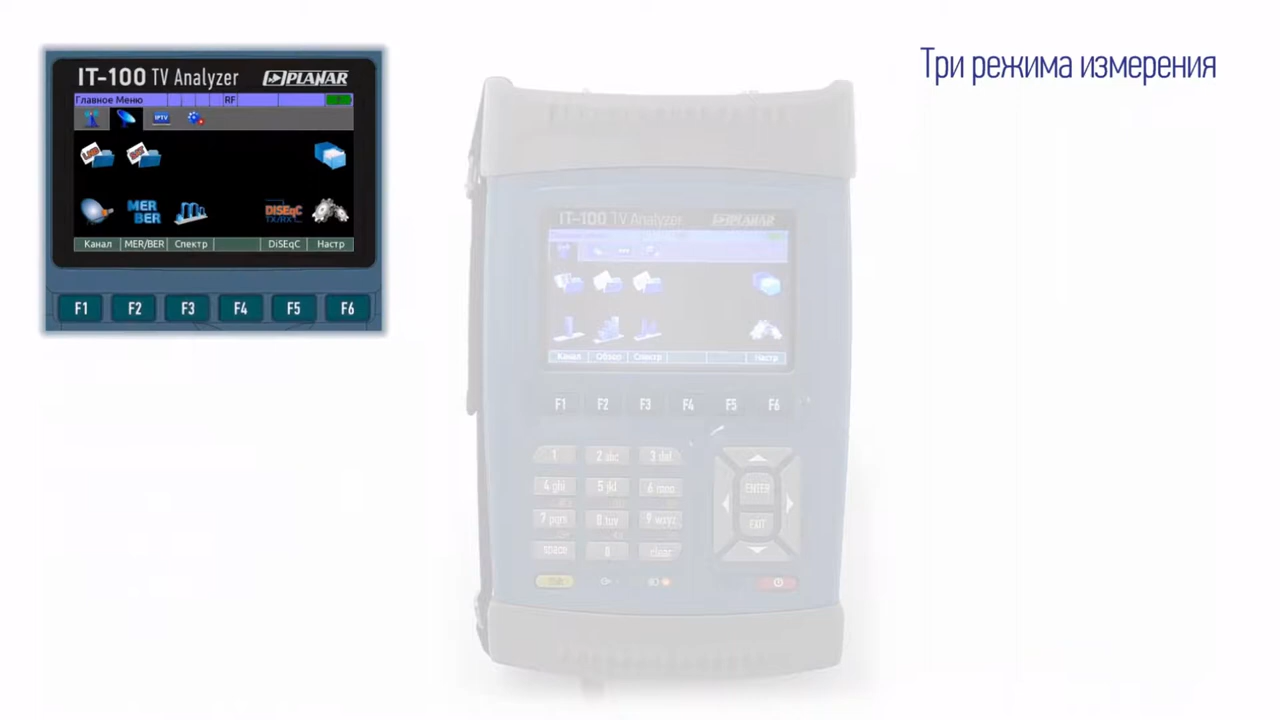 Три режима измерения
IT-100 TV Analyzer PLANAR
Главное Меню RF
IPTV
MER
BER
DiSEqC
TX/RX
Канал MER/BER Спектр DiSEqC Настр
F1 F2 F3 F4 F5 F6
IT-100 TV Analyzer PLANAR
Канал Обзор Спектр Настр
F1 F2 F3 F4 F5 F6
1 2 abc 3 def
4 ghi 5 jkl 6 mno ENTER
7 pqrs 8 tuv 9 wxyz EXIT
space 0 clear